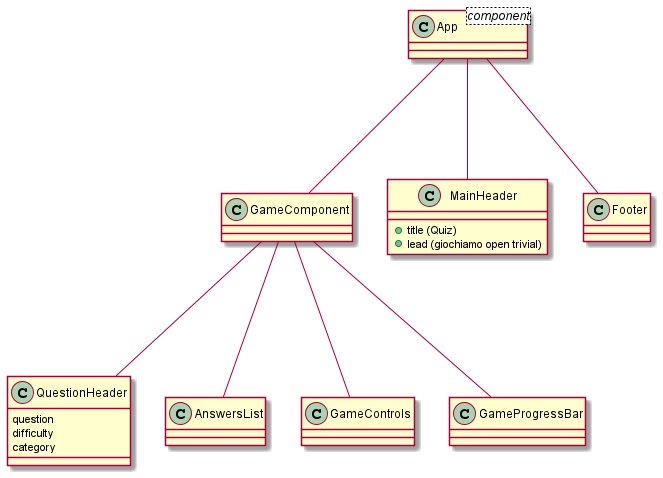 component
C App
C GameComponent
C MainHeader
title (Quiz)
lead (giochiamo open trivial)
C Footer
C QuestionHeader
question
difficulty
category
C AnswersList
C GameControls
C GameProgressBar